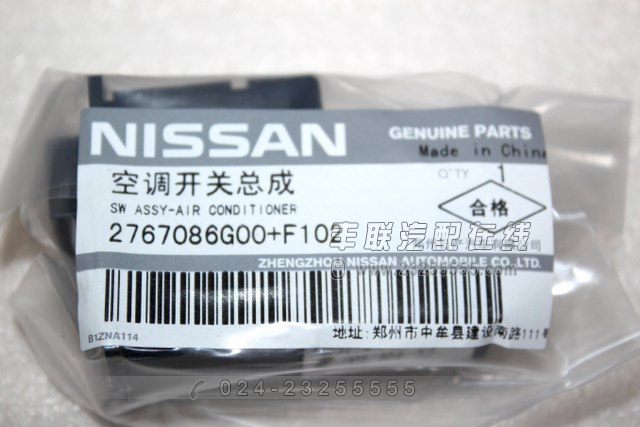 NISSAN
GENUINE PARTS
Made in China
Q'TY 1
空调开关总成
SW ASSY-AIR CONDITIONER
合格
2767086G00+F102
车联汽配在线
ZHENGZHOU NISSAN AUTOMOBILE CO.,LTD.
B1ZNA114
地址:郑州市中牟县建设南路111号
024-23255555